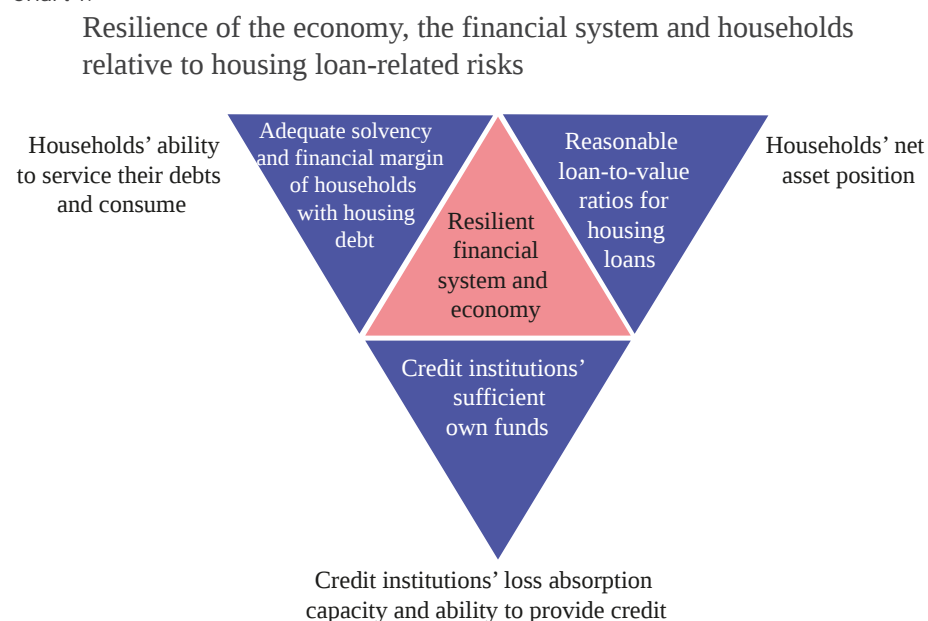 Resilience of the economy, the financial system and households
relative to housing loan-related risks
Households’ ability
to service their debts
and consume
Adequate solvency
and financial margin
of households
with housing
debt
Resilient
financial
system and
economy
Reasonable
loan-to-value
ratios for
housing
loans
Households’ net
asset position
Credit institutions’
sufficient
own funds
Credit institutions’ loss absorption
capacity and ability to provide credit